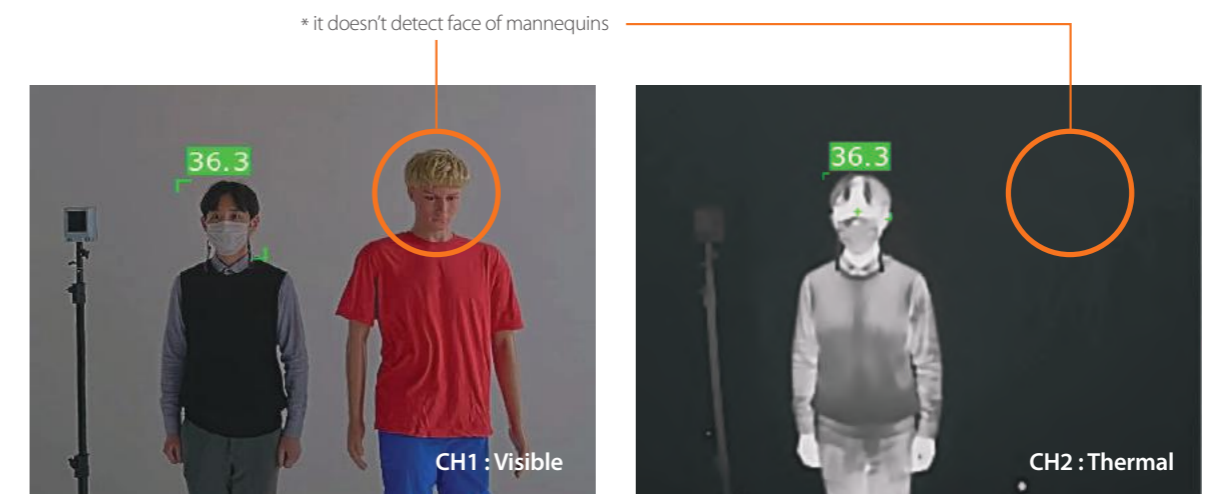 * it doesn't detect face of mannequins
36.3
36.3
CH1 : Visible
CH2 : Thermal